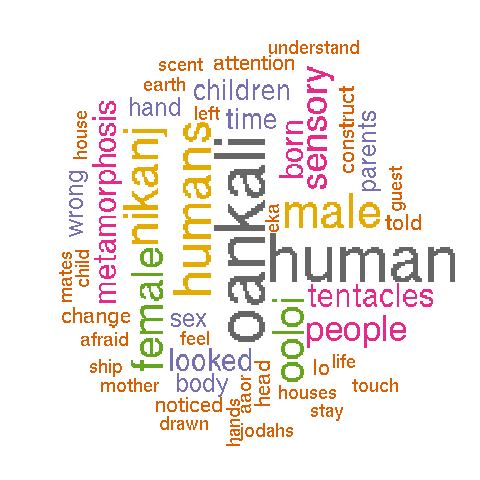 understand
scent attention
earth
children
hand
left
time
house
metamorphosis
nikanj
humans
oankali
born
sensory
construct
parents
wrong
guest
eka
male
told
mates
child
female
human
change
afraid
sex
feel
ooloi
tentacles
people
looked
ship
mother
body
head
lo
life
houses
touch
noticed
aaor
stay
drawn
hands
jodahs